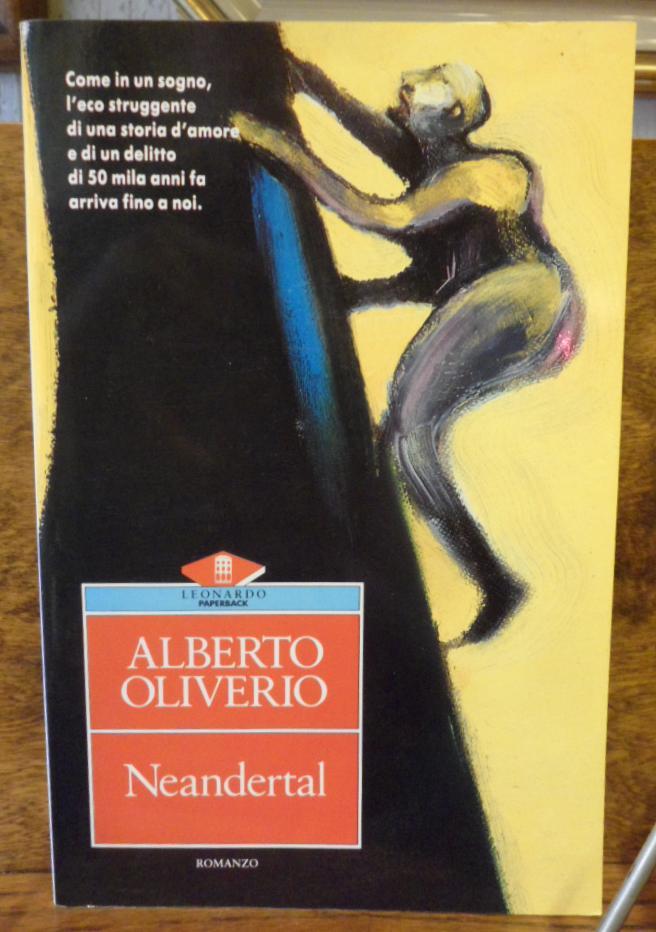 Come in un sogno,
l'eco struggente
di una storia d'amore
e di un delitto
di 50 mila anni fa
arriva fino a noi.
LEONARDO
PAPERBACK
ALBERTO
OLIVERIO
Neandertal
ROMANZO